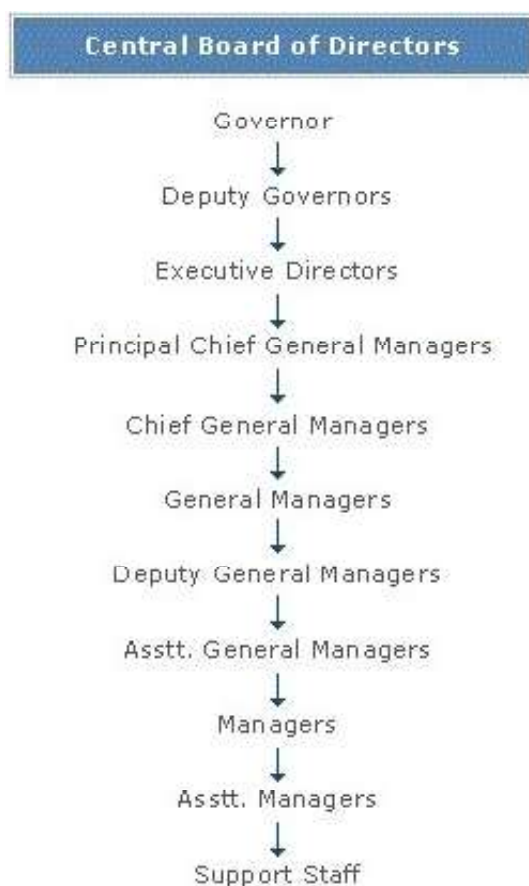 Central Board of Directors
Governor
Deputy Governors
Executive Directors
Principal Chief General Managers
Chief General Managers
General Managers
Deputy General Managers
Asstt. General Managers
Managers
Asstt. Managers
Support Staff